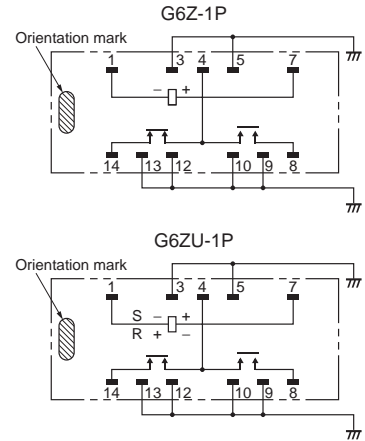 G6Z-1P
Orientation mark
1 3 4 5 7
− +
14 13 12 10 9 8
G6ZU-1P
Orientation mark
1 3 4 5 7
S − +
R + −
14 13 12 10 9 8